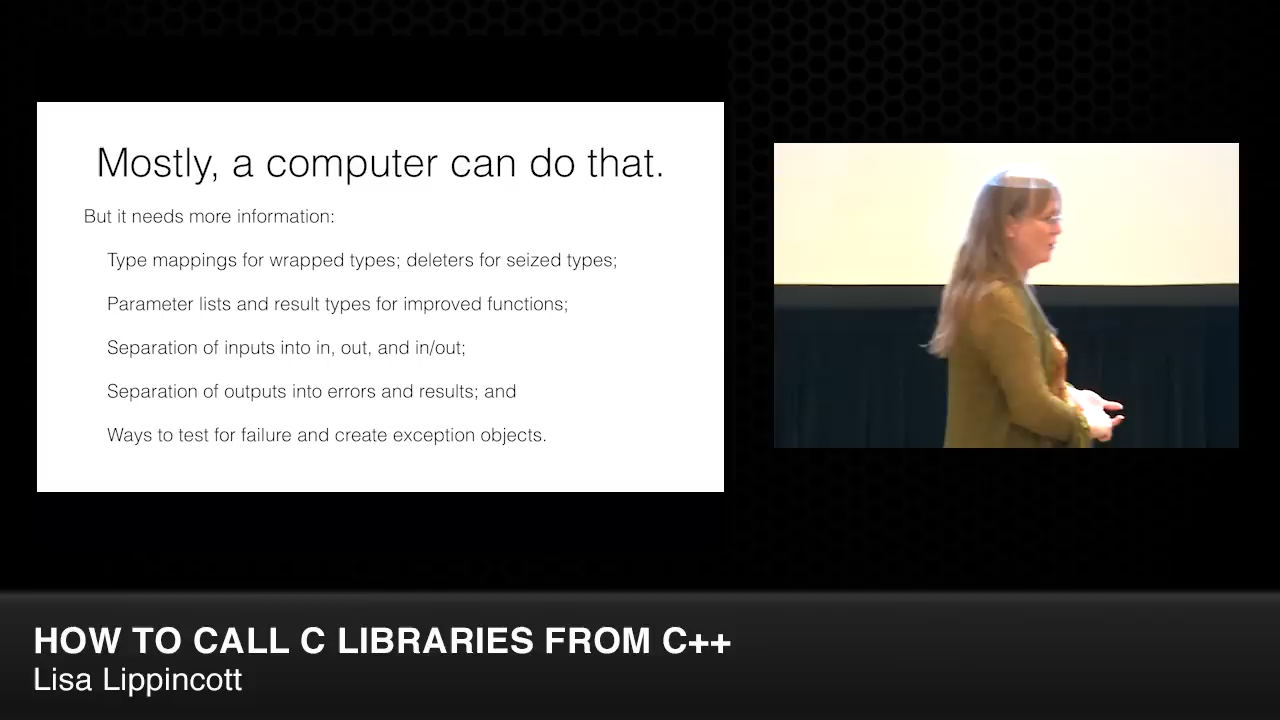 Mostly, a computer can do that.
But it needs more information:
Type mappings for wrapped types; deleters for seized types;
Parameter lists and result types for improved functions;
Separation of inputs into in, out, and in/out;
Separation of outputs into errors and results; and
Ways to test for failure and create exception objects.
HOW TO CALL C LIBRARIES FROM C++
Lisa Lippincott